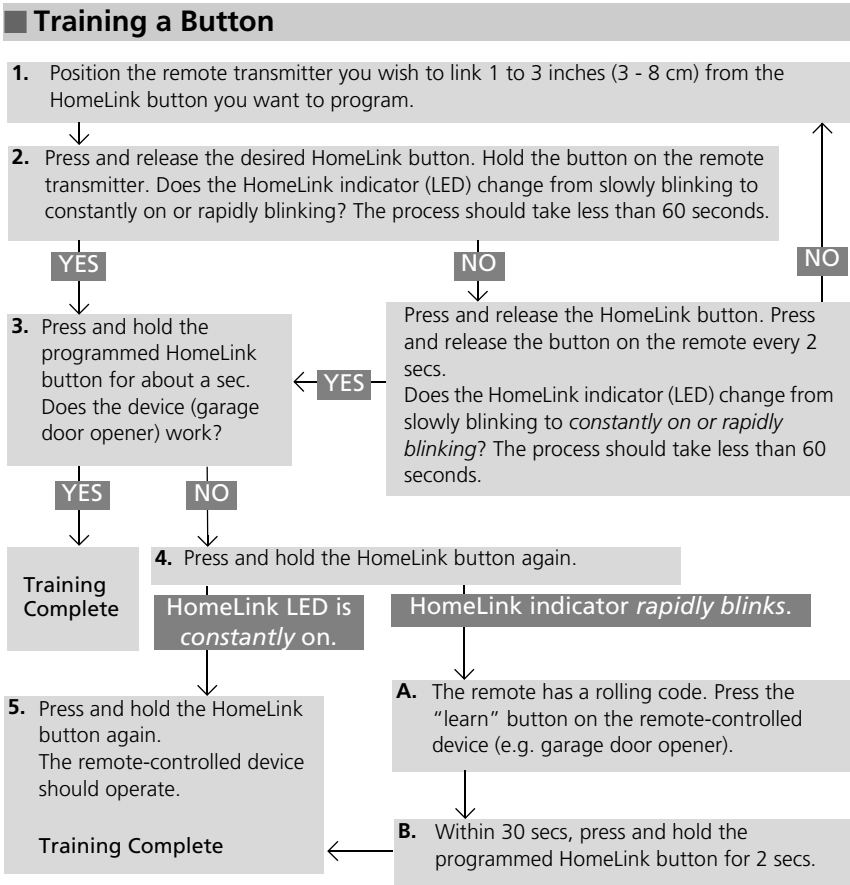 Training a Button
1. Position the remote transmitter you wish to link 1 to 3 inches (3 - 8 cm) from the
HomeLink button you want to program.
2. Press and release the desired HomeLink button. Hold the button on the remote
transmitter. Does the HomeLink indicator (LED) change from slowly blinking to
constantly on or rapidly blinking? The process should take less than 60 seconds.
YES
NO
NO
3. Press and hold the
programmed HomeLink
button for about a sec.
Does the device (garage
door opener) work?
YES
Press and release the HomeLink button. Press
and release the button on the remote every 2
secs.
Does the HomeLink indicator (LED) change from
slowly blinking to constantly on or rapidly
blinking? The process should take less than 60
seconds.
YES
NO
Training
Complete
4. Press and hold the HomeLink button again.
HomeLink LED is
constantly on.
HomeLink indicator rapidly blinks.
5. Press and hold the HomeLink
button again.
The remote-controlled device
should operate.
Training Complete
A. The remote has a rolling code. Press the
“learn” button on the remote-controlled
device (e.g. garage door opener).
B. Within 30 secs, press and hold the
programmed HomeLink button for 2 secs.